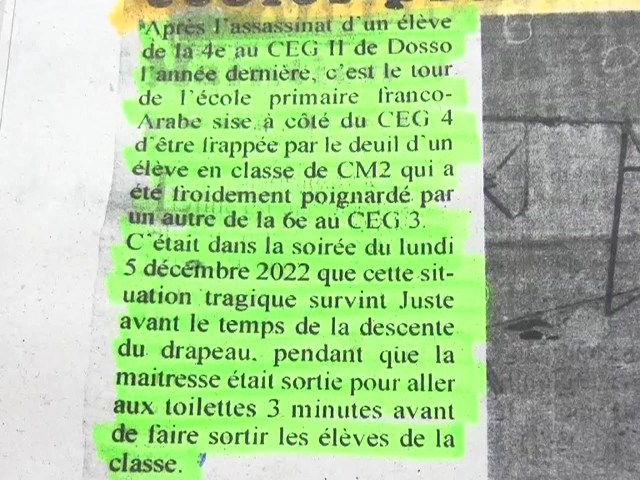 Après l'assassinat d'un élève
de la 4e au CEG II de Dosso
l'année dernière, c'est le tour
de l'école primaire franco-
Arabe sise à côté du CEG 4
d'être frappée par le deuil d'un
élève en classe de CM2 qui a
été froidement poignardé par
un autre de la 6e au CEG 3.
C'était dans la soirée du lundi
5 décembre 2022 que cette sit-
uation tragique survint Juste
avant le temps de la descente
du drapeau. pendant que la
maitresse était sortie pour aller
aux toilettes 3 minutes avant
de faire sortir les élèves de la
classe.